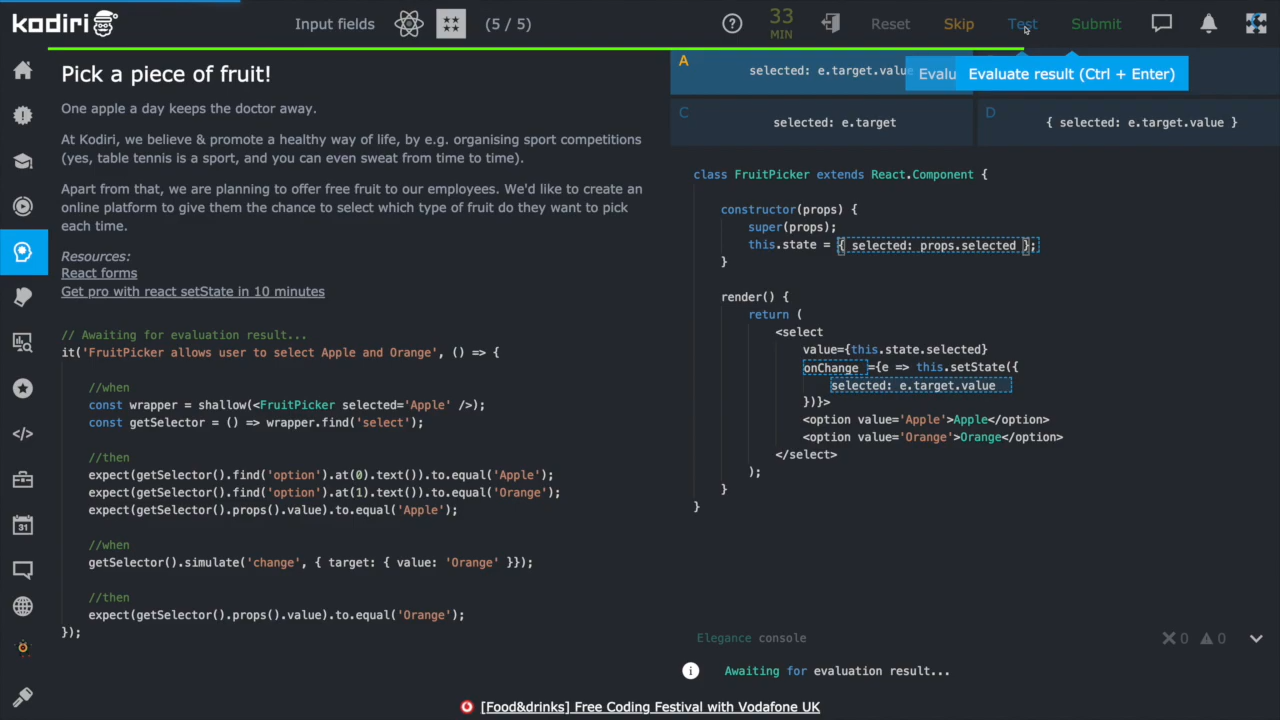 kodiri
Input fields
(5 / 5)
33
MIN
Reset
Skip
Test
Submit
Pick a piece of fruit!
One apple a day keeps the doctor away.
At Kodiri, we believe & promote a healthy way of life, by e.g. organising sport competitions
(yes, table tennis is a sport, and you can even sweat from time to time).
Apart from that, we are planning to offer free fruit to our employees. We'd like to create an
online platform to give them the chance to select which type of fruit do they want to pick
each time.
Resources:
React forms
Get pro with react setState in 10 minutes
// Awaiting for evaluation result...
it('FruitPicker allows user to select Apple and Orange', () => {
//when
const wrapper = shallow(<FruitPicker selected='Apple' />);
const getSelector = () => wrapper.find('select');
//then
expect(getSelector().find('option').at(0).text()).to.equal('Apple');
expect(getSelector().find('option').at(1).text()).to.equal('Orange');
expect(getSelector().props().value).to.equal('Apple');
//when
getSelector().simulate('change', { target: { value: 'Orange' }});
//then
expect(getSelector().props().value).to.equal('Orange');
});
31
A
selected: e.target.value
Evalu
Evaluate result (Ctrl + Enter)
C
selected: e.target
D
{ selected: e.target.value }
class FruitPicker extends React.Component {
constructor(props) {
super(props);
this.state = { selected: props.selected };
}
render() {
return (
<select
value={this.state.selected}
onChange ={e => this.setState({
selected: e.target.value
})}>
<option value='Apple'>Apple</option>
<option value='Orange'>Orange</option>
</select>
);
}
}
Elegance console
0
0
Awaiting for evaluation result...
[Food&drinks] Free Coding Festival with Vodafone UK